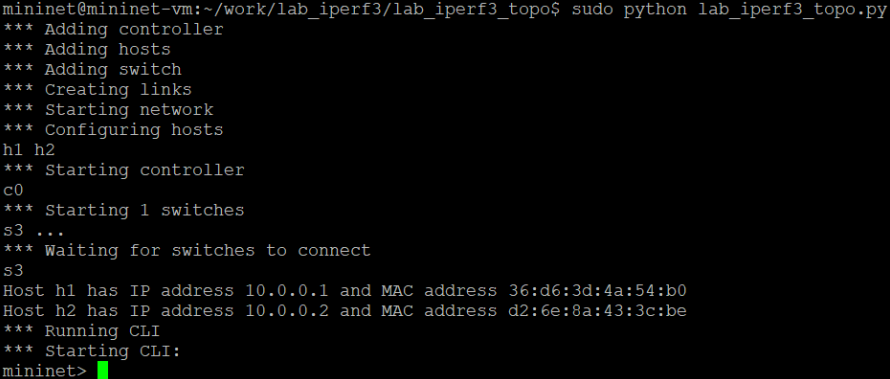 mininet@mininet-vm:~/work/lab_iperf3/lab_iperf3_topo$ sudo python lab_iperf3_topo.py
*** Adding controller
*** Adding hosts
*** Adding switch
*** Creating links
*** Starting network
*** Configuring hosts
h1 h2
*** Starting controller
c0
*** Starting 1 switches
s3 ...
*** Waiting for switches to connect
s3
Host h1 has IP address 10.0.0.1 and MAC address 36:d6:3d:4a:54:b0
Host h2 has IP address 10.0.0.2 and MAC address d2:6e:8a:43:3c:be
*** Running CLI
*** Starting CLI:
mininet>